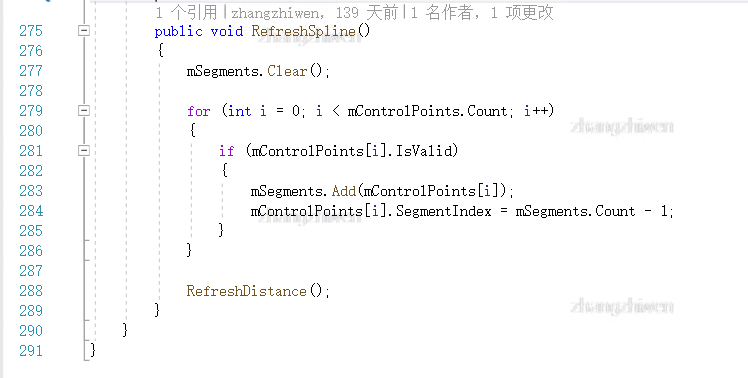 1 个引用 | zhangzhiwen，139 天前 | 1 名作者，1 项更改
275 public void RefreshSpline()
276 {
277 mSegments.Clear();
278
279 for (int i = 0; i < mControlPoints.Count; i++)
280 {
281 if (mControlPoints[i].IsValid)
282 {
283 mSegments.Add(mControlPoints[i]);
284 mControlPoints[i].SegmentIndex = mSegments.Count - 1;
285 }
286 }
287
288 RefreshDistance();
289 }
290 }
291 }
zhangzhiwen
zhangzhiwen
zhangzhiwen
zhangzhiwen